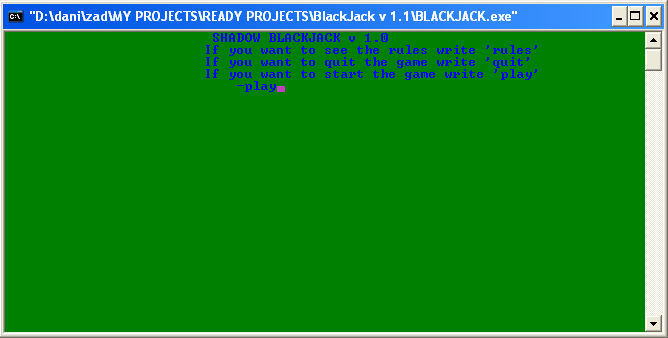 "D:\dani\zad\MY PROJECTS\READY PROJECTS\BlackJack v 1.1\BLACKJACK.exe"
SHADOW BLACKJACK v 1.0
If you want to see the rules write 'rules'
If you want to quit the game write 'quit'
If you want to start the game write 'play'
-play